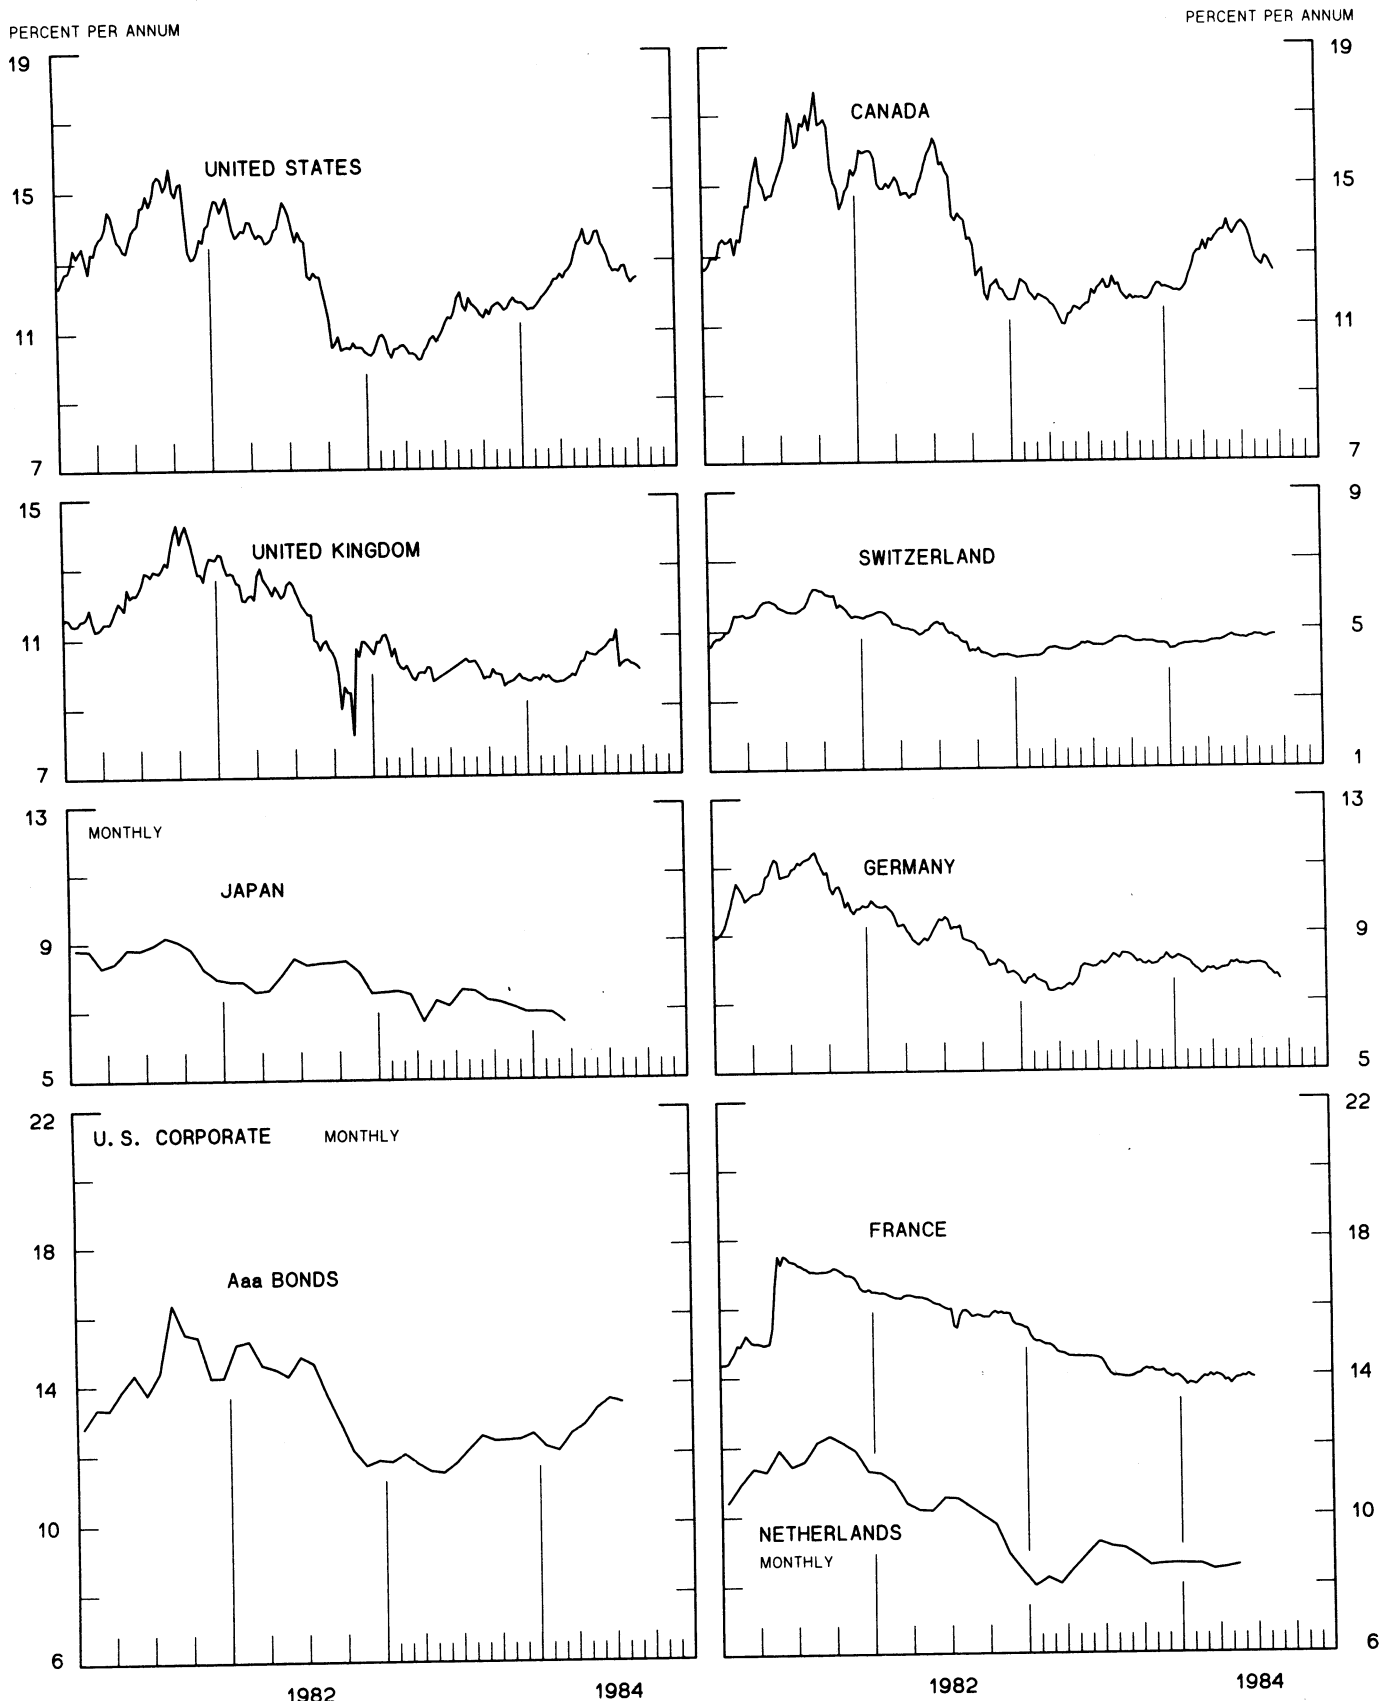 PERCENT PER ANNUM
PERCENT PER ANNUM
19
15
11
7
UNITED STATES
CANADA
19
15
11
7
15
11
7
UNITED KINGDOM
SWITZERLAND
9
5
1
13
9
5
MONTHLY
JAPAN
GERMANY
13
9
5
22
18
14
10
6
U.S. CORPORATE MONTHLY
Aaa BONDS
1982 1984
FRANCE
NETHERLANDS
MONTHLY
22
18
14
10
6
1982 1984